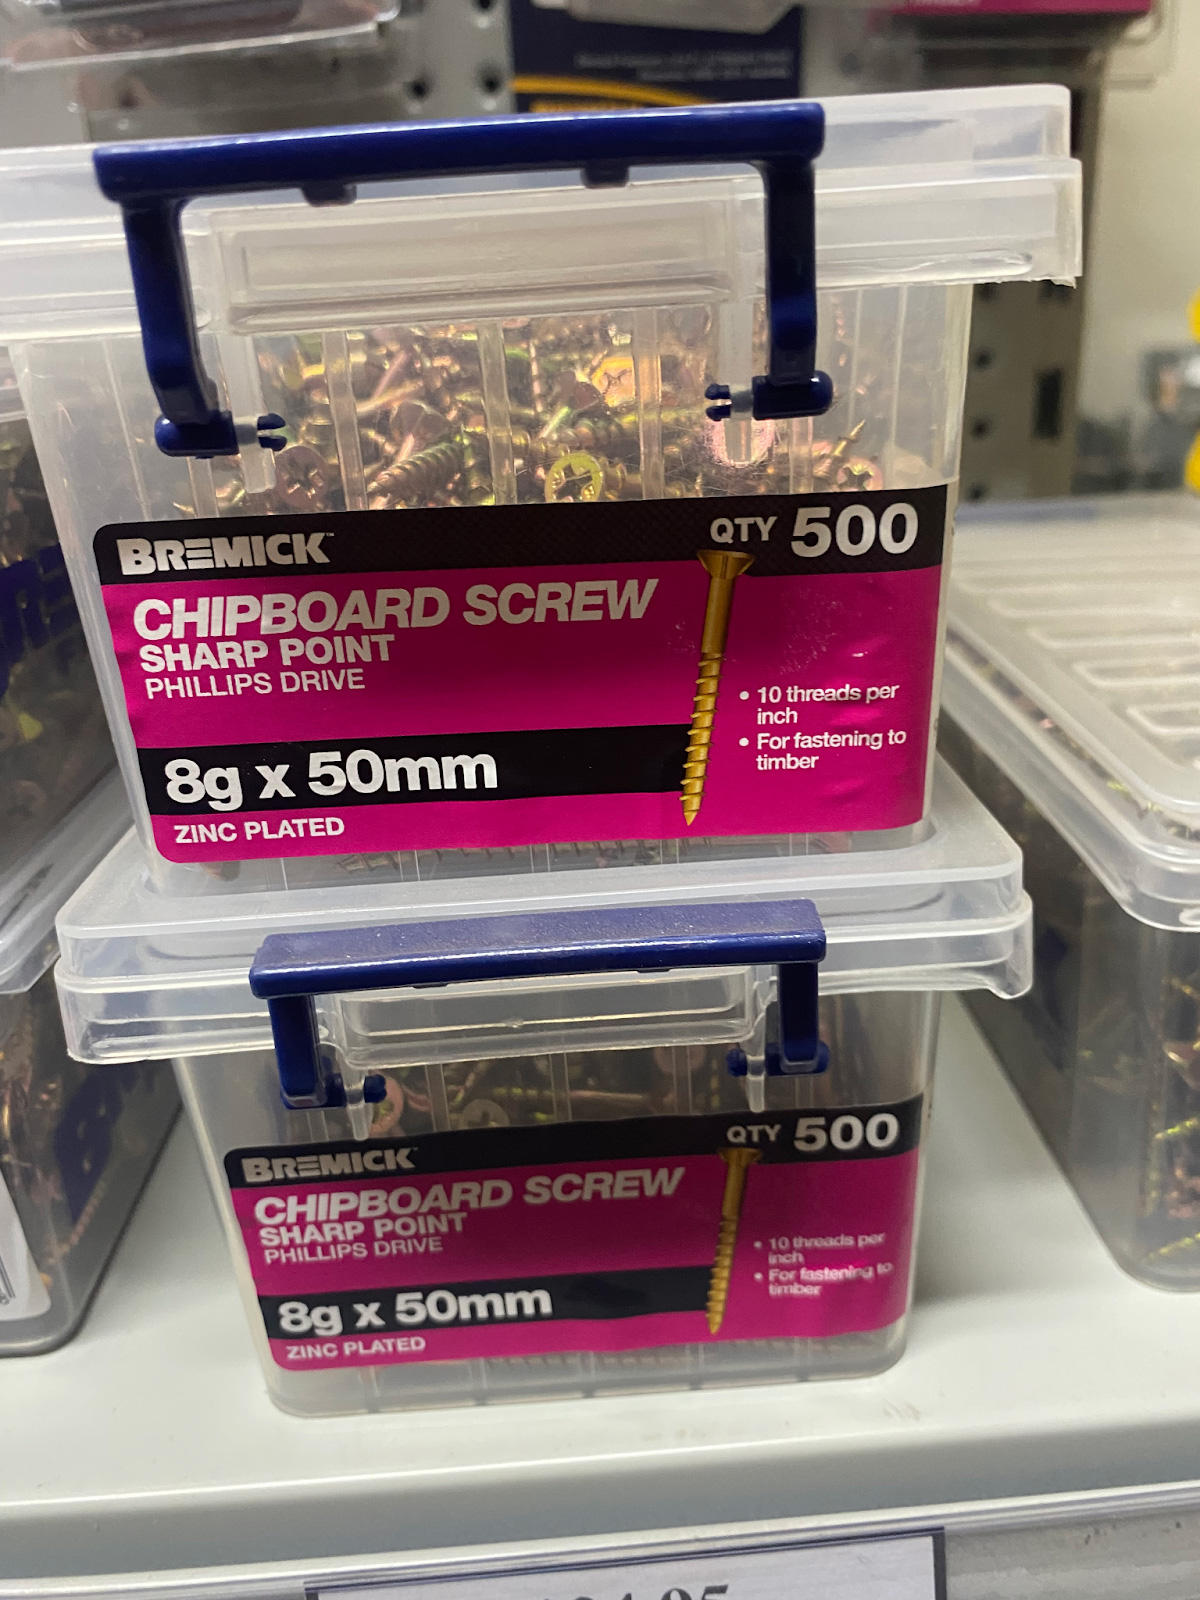 BREMICK™
QTY 500
CHIPBOARD SCREW
SHARP POINT
PHILLIPS DRIVE
• 10 threads per
inch
• For fastening to
timber
8g x 50mm
ZINC PLATED
BREMICK™
QTY 500
CHIPBOARD SCREW
SHARP POINT
PHILLIPS DRIVE
• 10 threads per
inch
• For fastening to
timber
8g x 50mm
ZINC PLATED